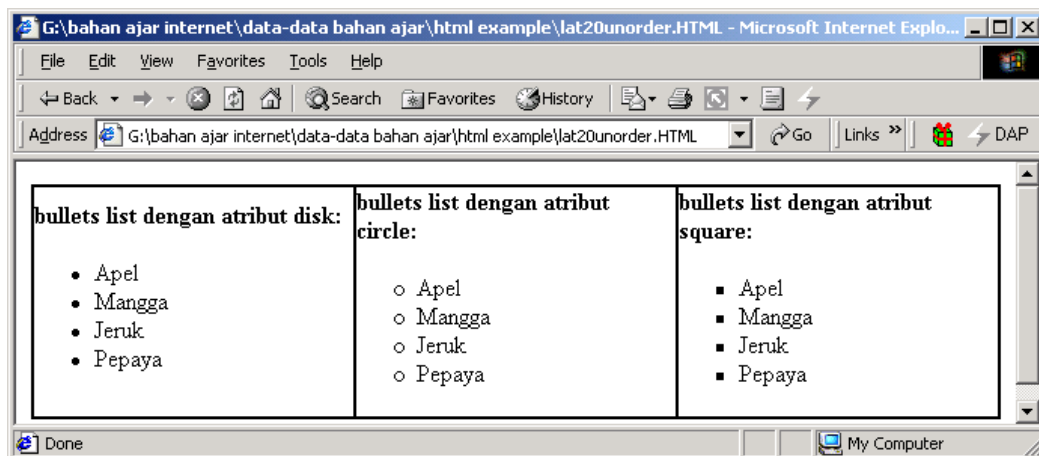 G:\bahan ajar internet\data-data bahan ajar\html example\lat20unorder.HTML - Microsoft Internet Explo...
File Edit View Favorites Tools Help
Back Search Favorites History
Address G:\bahan ajar internet\data-data bahan ajar\html example\lat20unorder.HTML Go Links » DAP
bullets list dengan atribut disk:
Apel
Mangga
Jeruk
Pepaya
bullets list dengan atribut
circle:
Apel
Mangga
Jeruk
Pepaya
bullets list dengan atribut
square:
Apel
Mangga
Jeruk
Pepaya
Done My Computer